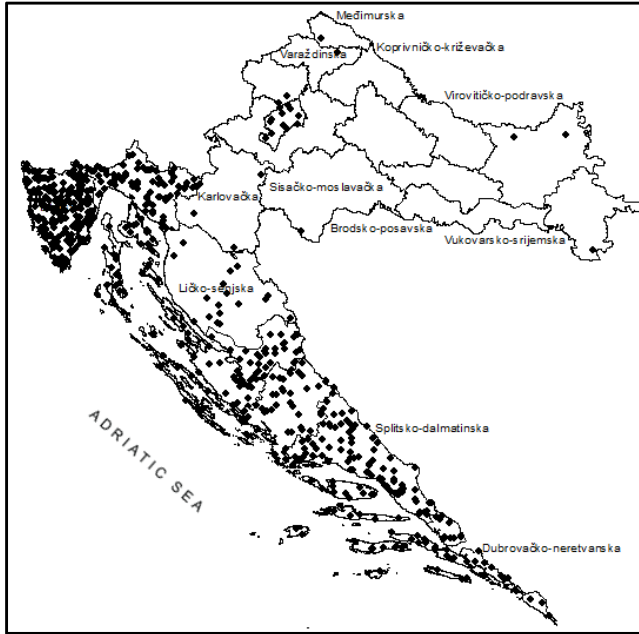 Međimurska
Varaždinska
Koprivničko-križevačka
Virovitičko-podravska
Sisačko-moslavačka
Karlovačka
Brodsko-posavska
Vukovarsko-srijemska
Ličko-senjska
ADRIATIC SEA
Splitsko-dalmatinska
Dubrovačko-neretvanska